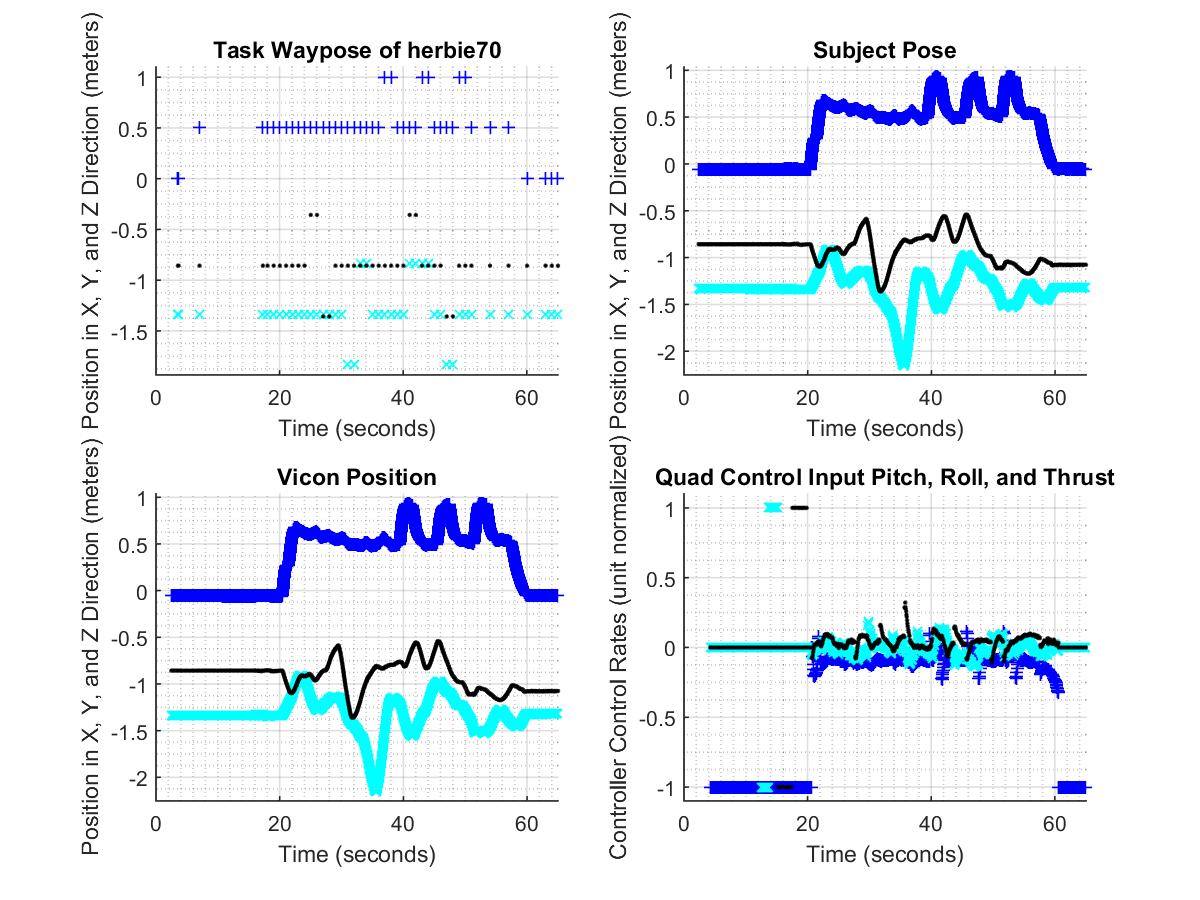 Task Waypose of herbie70
Position in X, Y, and Z Direction (meters)
1
0.5
0
-0.5
-1
-1.5
0 20 40 60
Time (seconds)
Subject Pose
Position in X, Y, and Z Direction (meters)
1
0.5
0
-0.5
-1
-1.5
-2
0 20 40 60
Time (seconds)
Vicon Position
Position in X, Y, and Z Direction (meters)
1
0.5
0
-0.5
-1
-1.5
-2
0 20 40 60
Time (seconds)
Quad Control Input Pitch, Roll, and Thrust
Controller Control Rates (unit normalized)
1
0.5
0
-0.5
-1
0 20 40 60
Time (seconds)